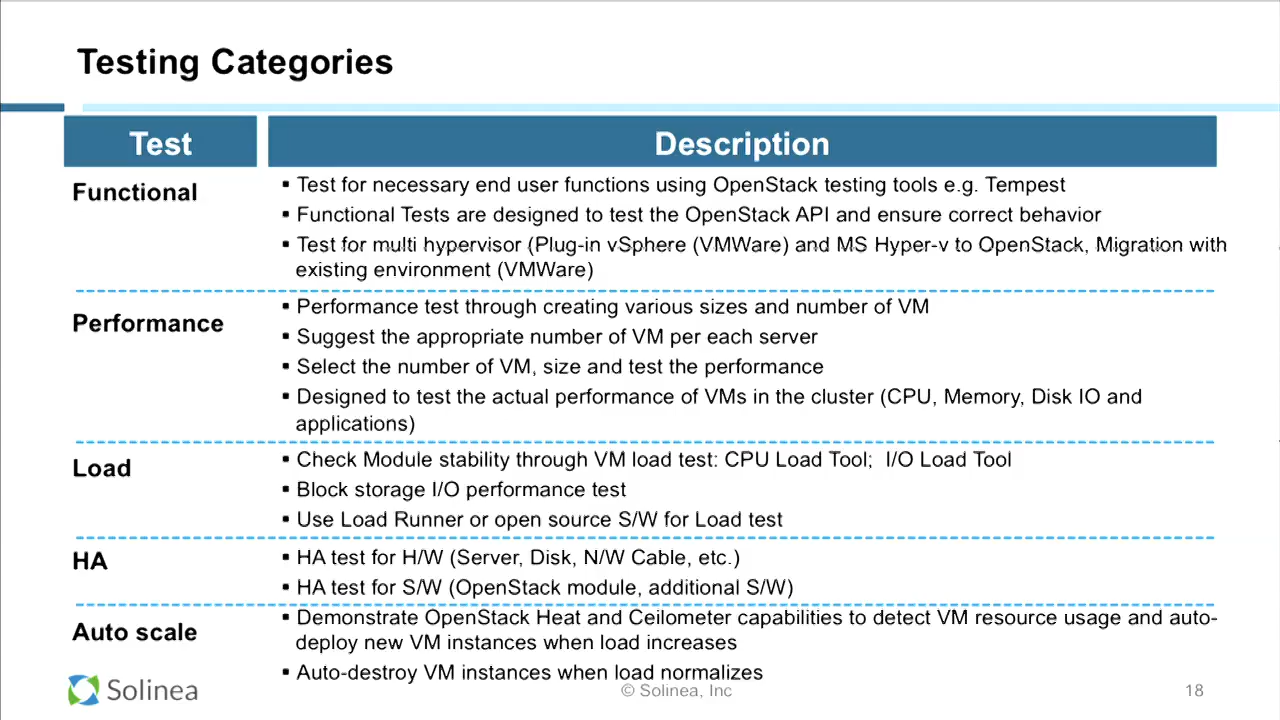 Testing Categories
Test
Description
Functional
▪ Test for necessary end user functions using OpenStack testing tools e.g. Tempest
▪ Functional Tests are designed to test the OpenStack API and ensure correct behavior
▪ Test for multi hypervisor (Plug-in vSphere (VMWare) and MS Hyper-v to OpenStack, Migration with
existing environment (VMWare)
Performance
▪ Performance test through creating various sizes and number of VM
▪ Suggest the appropriate number of VM per each server
▪ Select the number of VM, size and test the performance
▪ Designed to test the actual performance of VMs in the cluster (CPU, Memory, Disk IO and
applications)
Load
▪ Check Module stability through VM load test: CPU Load Tool;  I/O Load Tool
▪ Block storage I/O performance test
▪ Use Load Runner or open source S/W for Load test
HA
▪ HA test for H/W (Server, Disk, N/W Cable, etc.)
▪ HA test for S/W (OpenStack module, additional S/W)
Auto scale
▪ Demonstrate OpenStack Heat and Ceilometer capabilities to detect VM resource usage and auto-
deploy new VM instances when load increases
▪ Auto-destroy VM instances when load normalizes
Solinea
© Solinea, Inc
18